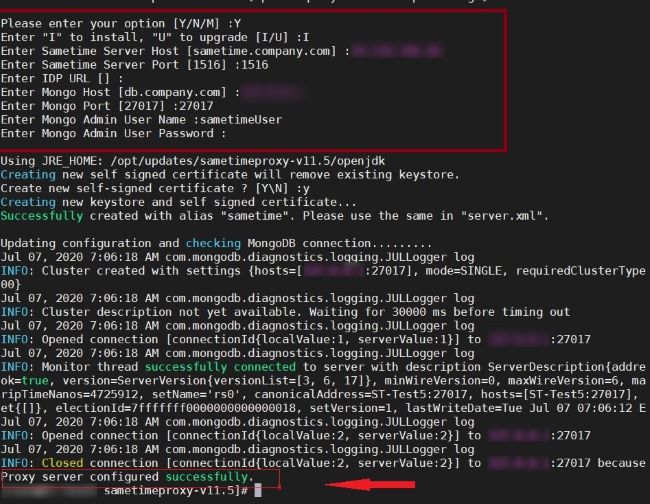 Please enter your option [Y/N/M] :Y
Enter "I" to install, "U" to upgrade [I/U] :I
Enter Sametime Server Host [sametime.company.com] :
Enter Sametime Server Port [1516] :1516
Enter IDP URL [] :
Enter Mongo Host [db.company.com] :
Enter Mongo Port [27017] :27017
Enter Mongo Admin User Name :sametimeUser
Enter Mongo Admin User Password :
Using JRE_HOME: /opt/updates/sametimeproxy-v11.5/openjdk
Creating new self signed certificate will remove existing keystore.
Create new self-signed certificate ? [Y\N] :y
Creating new keystore and self signed certificate...
Successfully created with alias "sametime". Please use the same in "server.xml".
Updating configuration and checking MongoDB connection.........
Jul 07, 2020 7:06:18 AM com.mongodb.diagnostics.logging.JULLogger log
INFO: Cluster created with settings {hosts=[ :27017], mode=SINGLE, requiredClusterType
00}
Jul 07, 2020 7:06:18 AM com.mongodb.diagnostics.logging.JULLogger log
INFO: Cluster description not yet available. Waiting for 30000 ms before timing out
Jul 07, 2020 7:06:18 AM com.mongodb.diagnostics.logging.JULLogger log
INFO: Opened connection [connectionId{localValue:1, serverValue:1}] to :27017
Jul 07, 2020 7:06:18 AM com.mongodb.diagnostics.logging.JULLogger log
INFO: Monitor thread successfully connected to server with description ServerDescription{addre
ok=true, version=ServerVersion{versionList=[3, 6, 17]}, minWireVersion=0, maxWireVersion=6, ma
ripTimeNanos=4725912, setName='rs0', canonicalAddress=ST-Test5:27017, hosts=[ST-Test5:27017],
et{[]}, electionId=7fffffff0000000000000018, setVersion=1, lastWriteDate=Tue Jul 07 07:06:12 E
Jul 07, 2020 7:06:18 AM com.mongodb.diagnostics.logging.JULLogger log
INFO: Opened connection [connectionId{localValue:2, serverValue:2}] to :27017
Jul 07, 2020 7:06:18 AM com.mongodb.diagnostics.logging.JULLogger log
INFO: Closed connection [connectionId{localValue:2, serverValue:2}] to :27017 because
Proxy server configured successfully.
sametimeproxy-v11.5]#